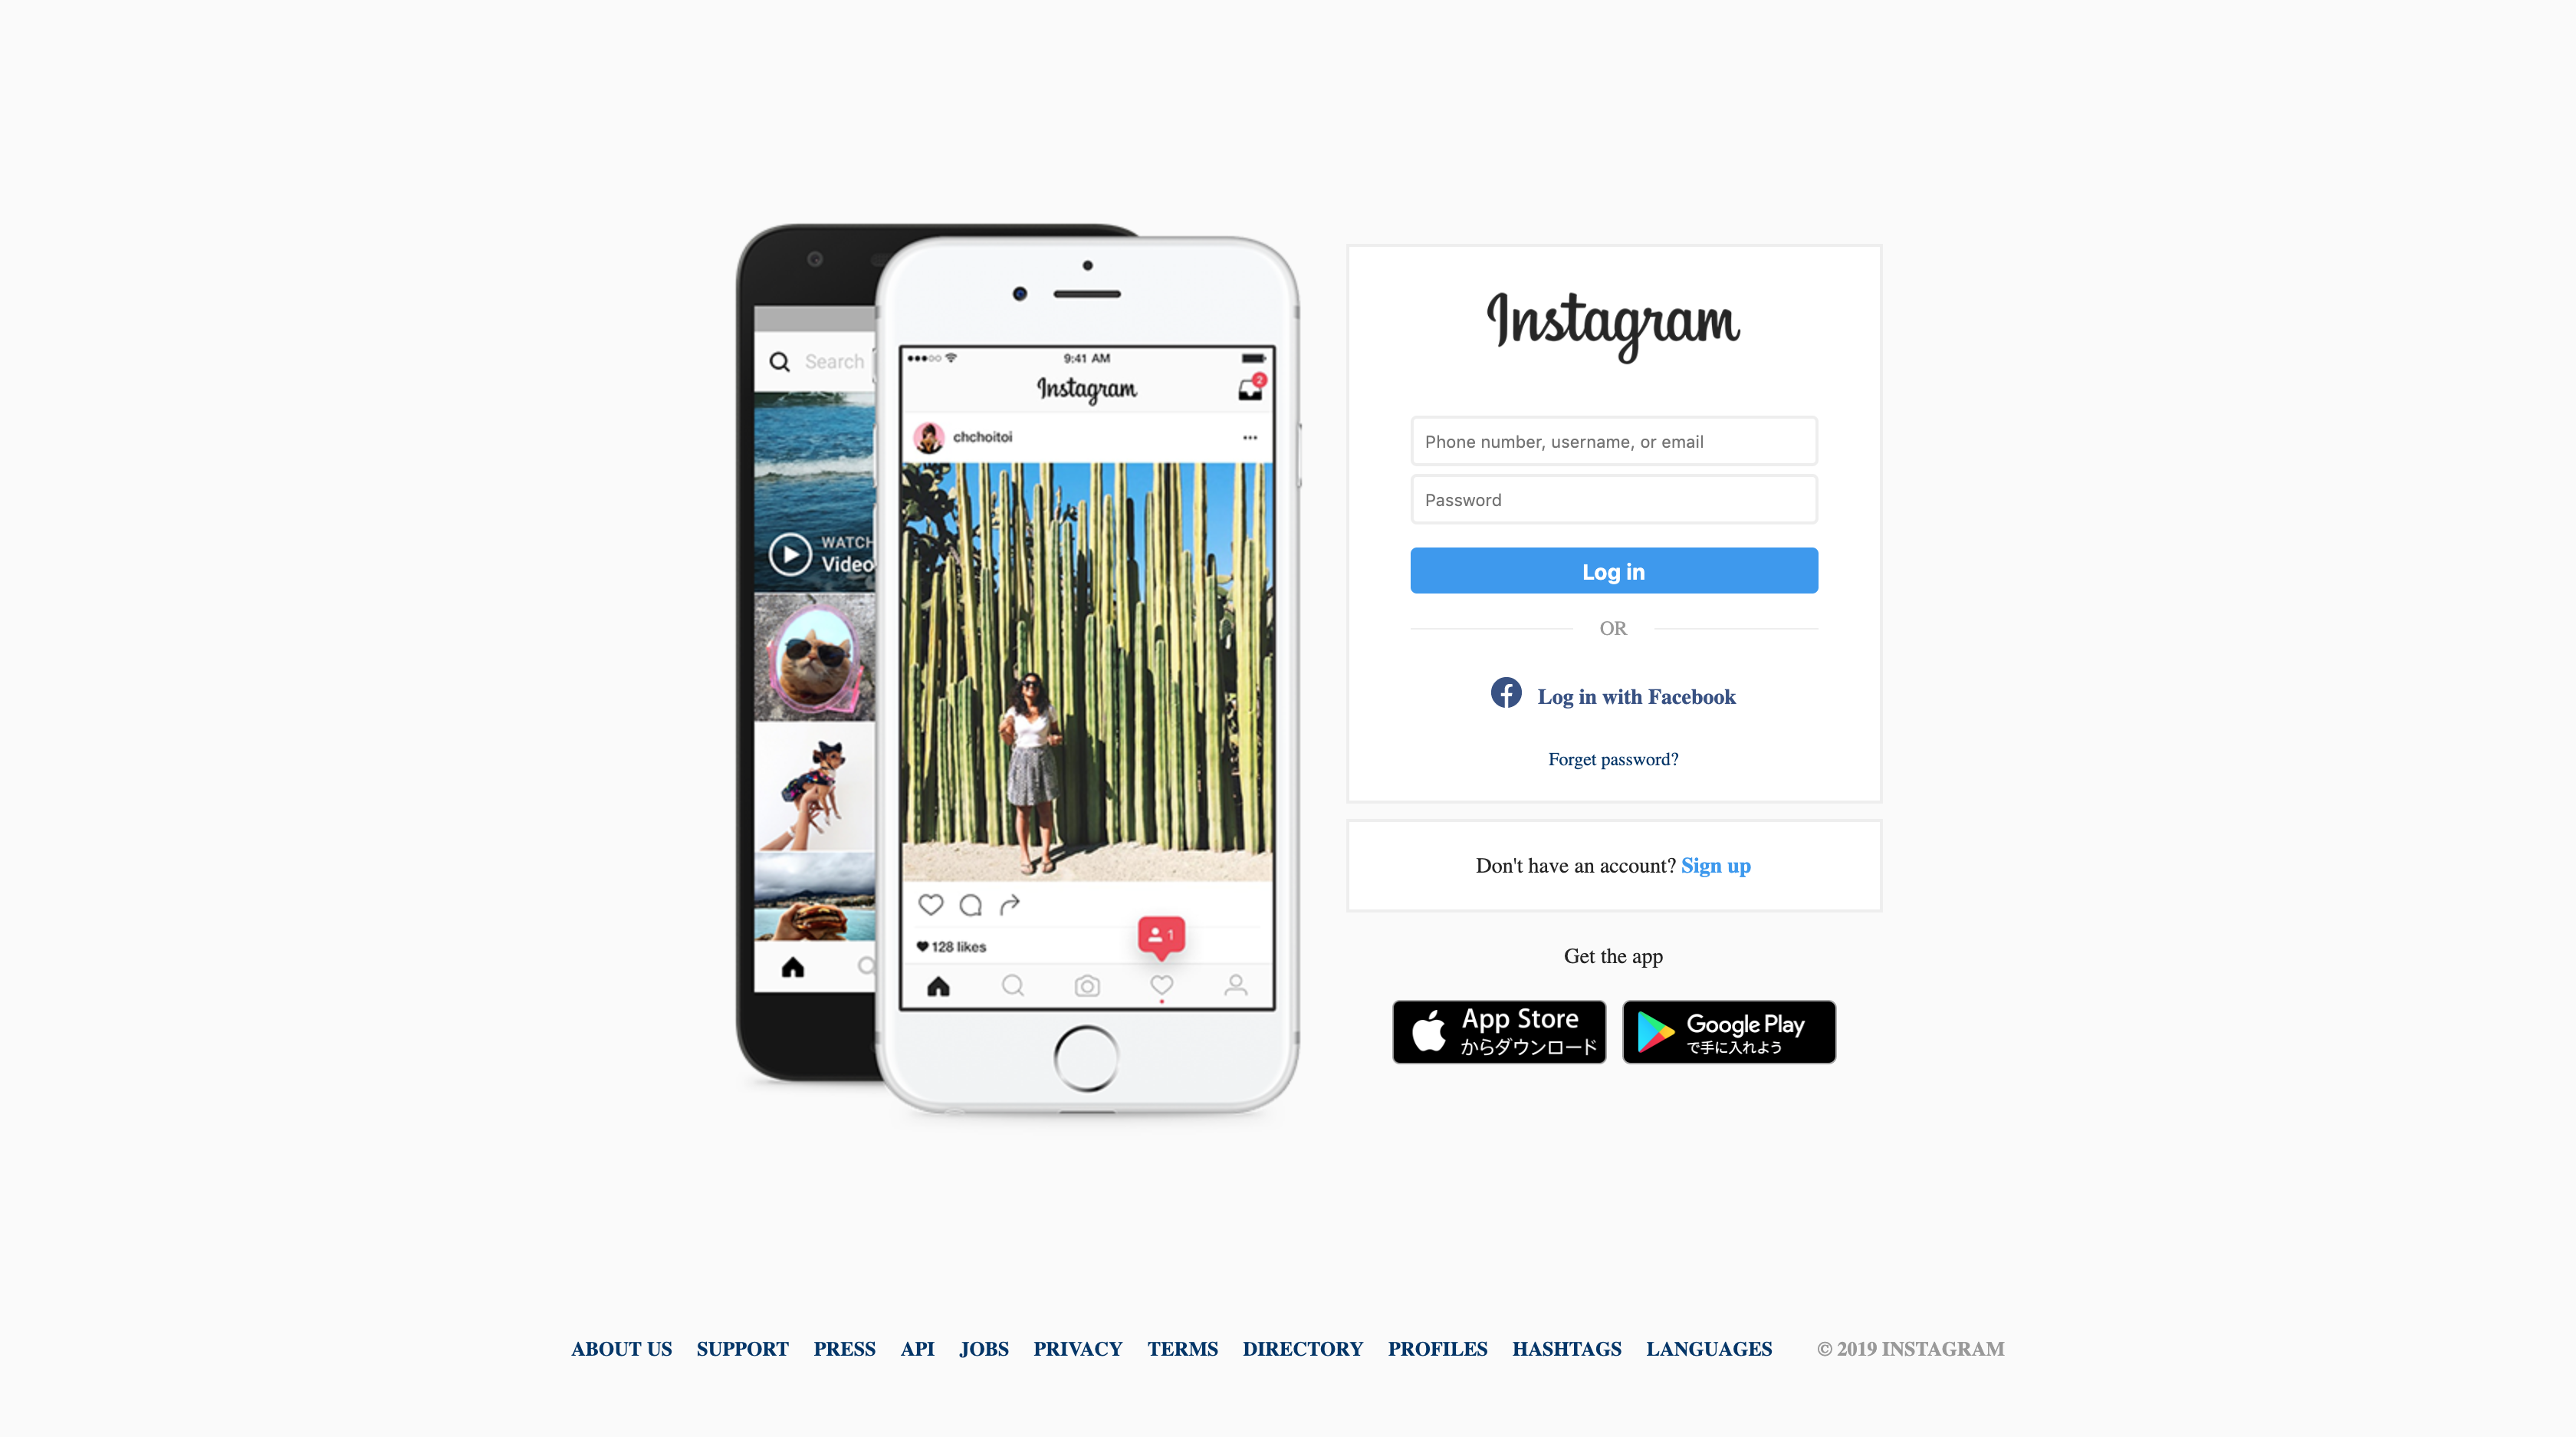 Search
WATCH
Video
9:41 AM
Instagram
2
chchoitoi
128 likes
1
Instagram
Phone number, username, or email
Password
Log in
OR
Log in with Facebook
Forget password?
Don't have an account? Sign up
Get the app
App Store
からダウンロード
Google Play
で手に入れよう
ABOUT US SUPPORT PRESS API JOBS PRIVACY TERMS DIRECTORY PROFILES HASHTAGS LANGUAGES © 2019 INSTAGRAM